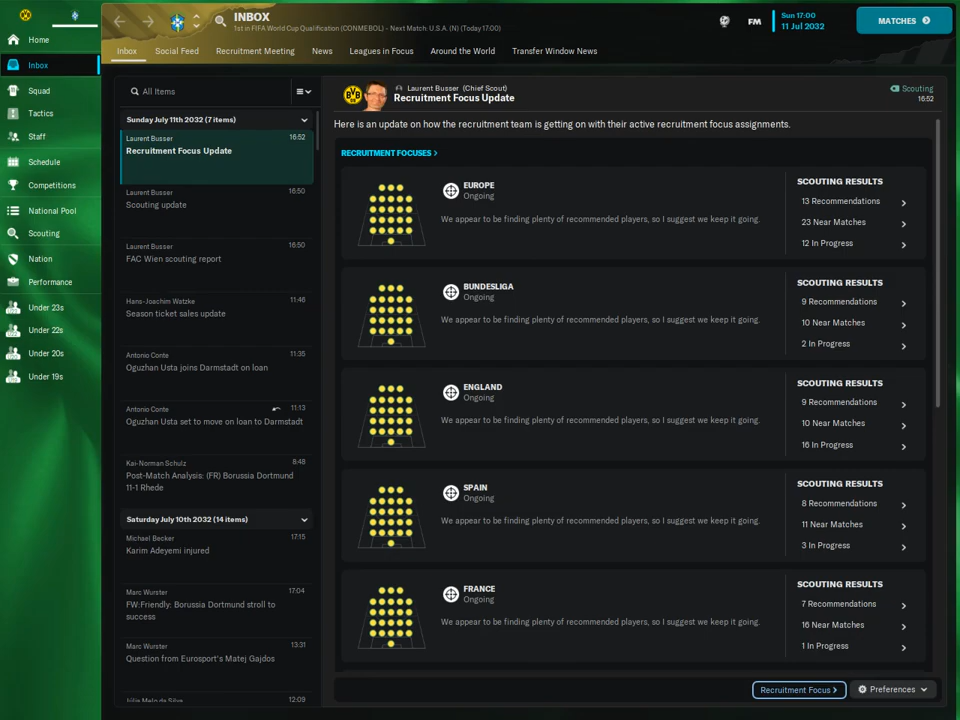 INBOX
1st in FIFA World Cup Qualification (CONMEBOL) - Next Match: U.S.A. (N) (Today 17:00)
FM
Sun 17:00
11 Jul 2032
MATCHES
Home
Inbox
Squad
Tactics
Staff
Schedule
Competitions
National Pool
Scouting
Nation
Performance
Under 23s
Under 22s
Under 20s
Under 19s
Inbox
Social Feed
Recruitment Meeting
News
Leagues in Focus
Around the World
Transfer Window News
All Items
Sunday July 11th 2032 (7 items)
Laurent Busser 16:52
Recruitment Focus Update
Laurent Busser 16:50
Scouting update
Laurent Busser 16:50
FAC Wien scouting report
Hans-Joachim Watzke 11:46
Season ticket sales update
Antonio Conte 11:35
Oguzhan Usta joins Darmstadt on loan
Antonio Conte 11:13
Oguzhan Usta set to move on loan to Darmstadt
Kai-Norman Schulz 8:48
Post-Match Analysis: (FR) Borussia Dortmund
11-1 Rhede
Saturday July 10th 2032 (14 items)
Michael Becker 17:15
Karim Adeyemi injured
Marc Wurster 17:04
FW:Friendly: Borussia Dortmund stroll to
success
Marc Wurster 13:31
Question from Eurosport's Matej Gajdos
Júlia Melo da Silva 12:09
Laurent Busser (Chief Scout)
Recruitment Focus Update
Scouting
16:52
Here is an update on how the recruitment team is getting on with their active recruitment focus assignments.
RECRUITMENT FOCUSES
EUROPE
Ongoing
We appear to be finding plenty of recommended players, so I suggest we keep it going.
SCOUTING RESULTS
13 Recommendations
23 Near Matches
12 In Progress
BUNDESLIGA
Ongoing
We appear to be finding plenty of recommended players, so I suggest we keep it going.
SCOUTING RESULTS
9 Recommendations
10 Near Matches
2 In Progress
ENGLAND
Ongoing
We appear to be finding plenty of recommended players, so I suggest we keep it going.
SCOUTING RESULTS
9 Recommendations
10 Near Matches
16 In Progress
SPAIN
Ongoing
We appear to be finding plenty of recommended players, so I suggest we keep it going.
SCOUTING RESULTS
8 Recommendations
11 Near Matches
3 In Progress
FRANCE
Ongoing
We appear to be finding plenty of recommended players, so I suggest we keep it going.
SCOUTING RESULTS
7 Recommendations
16 Near Matches
1 In Progress
Recruitment Focus
Preferences